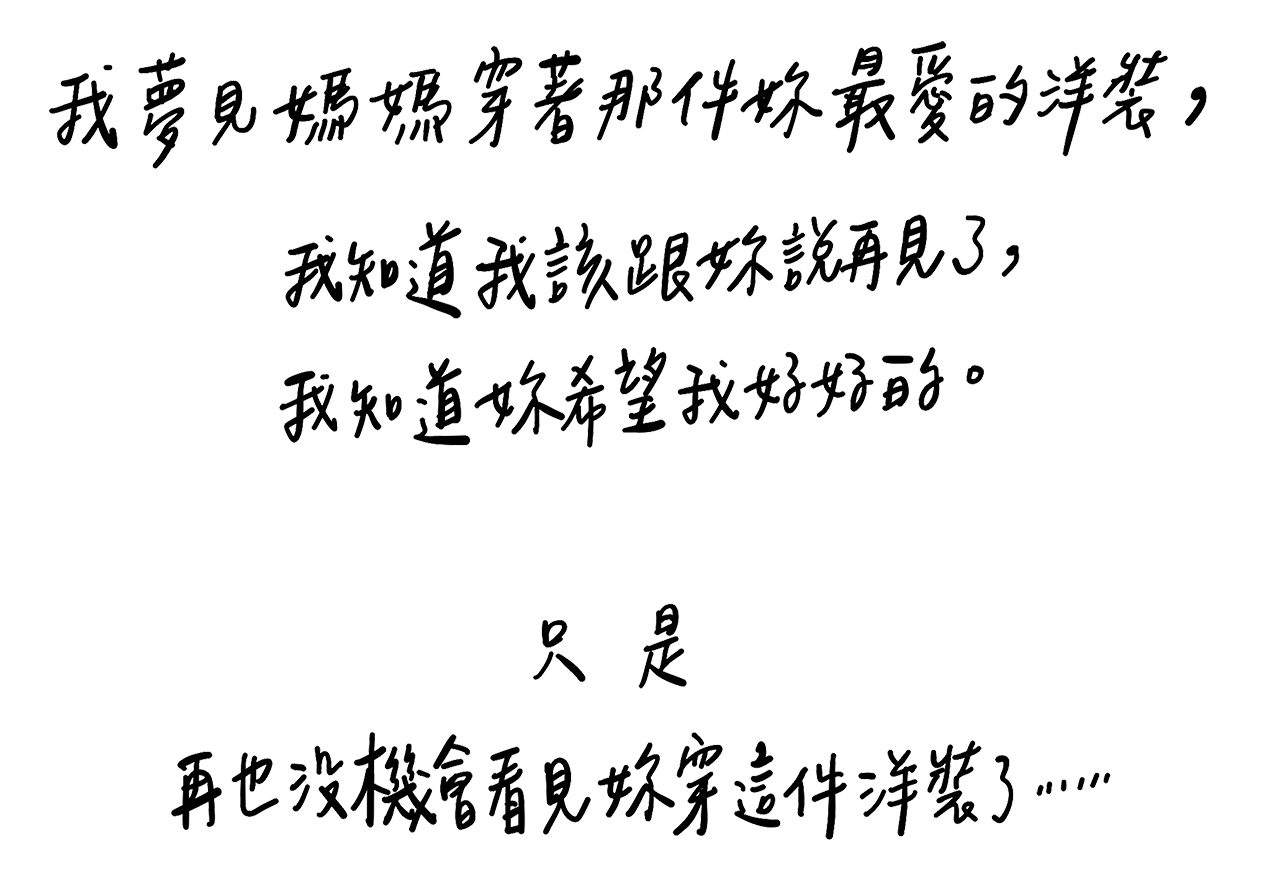 我夢見媽媽穿著那件妳最愛的洋裝，
我知道我該跟妳說再見了，
我知道妳希望我好好的。
只是
再也沒機會看見妳穿這件洋裝了……